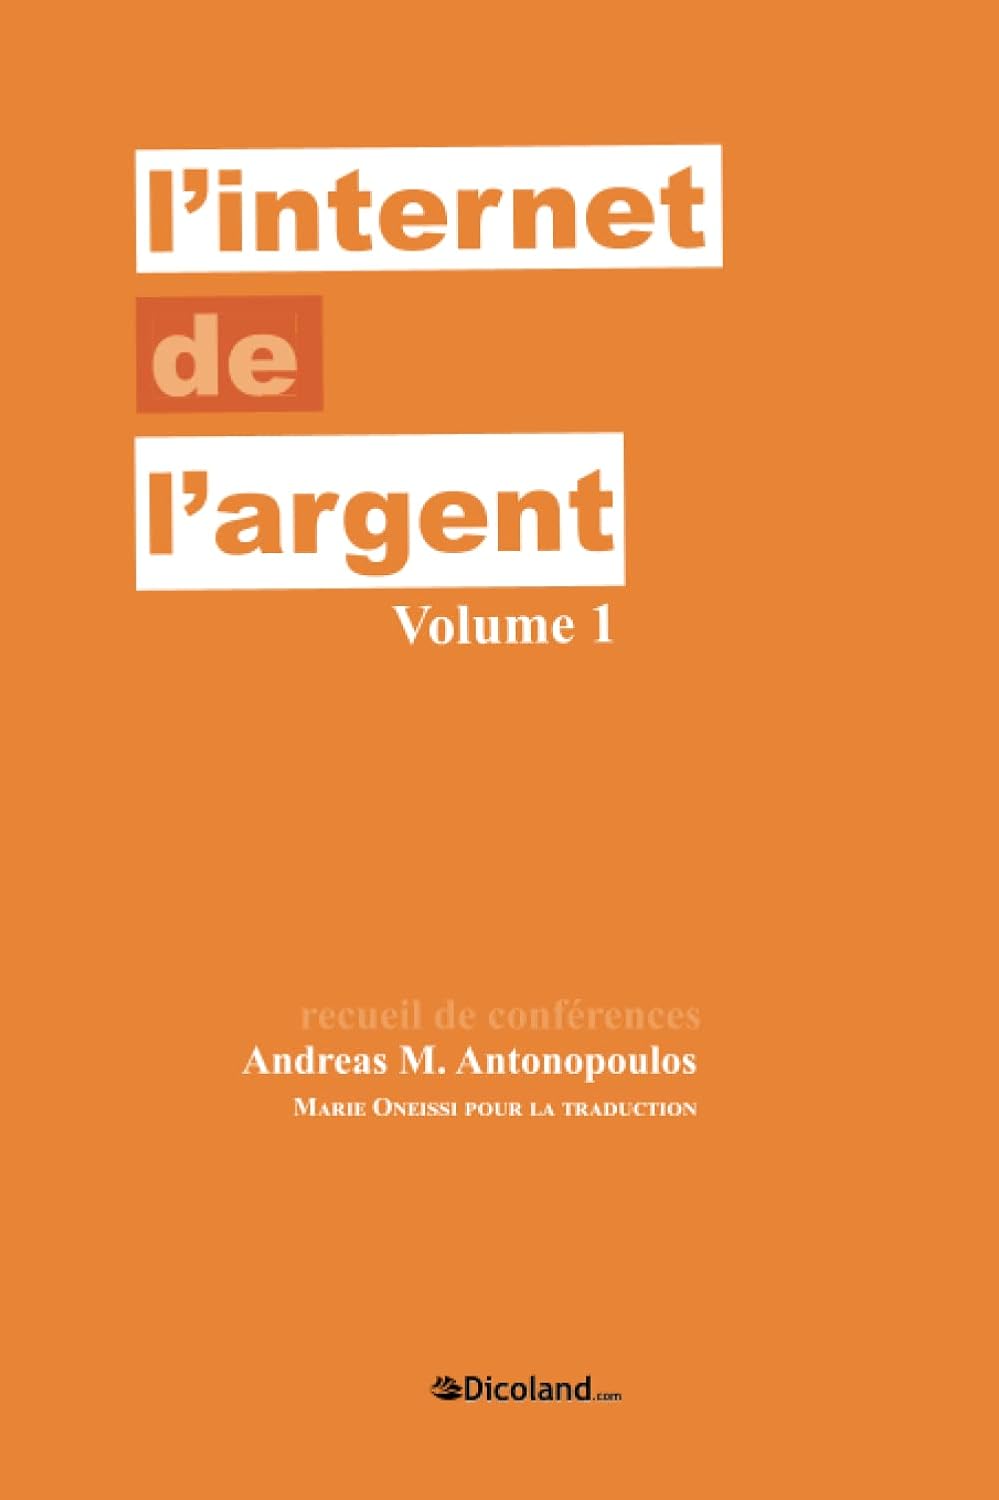 l'internet
de
l'argent
Volume 1
recueil de conférences
Andreas M. Antonopoulos
MARIE ONEISSI POUR LA TRADUCTION
Dicoland.com